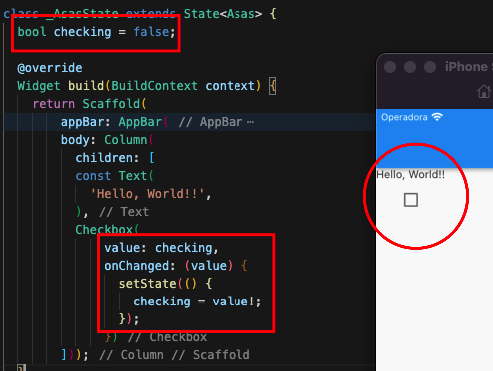 class _AsasState extends State<Asas> {
bool checking = false;
@override
Widget build(BuildContext context) {
return Scaffold(
appBar: AppBar( // AppBar ⋯
body: Column(
children: [
const Text(
'Hello, World!!',
), // Text
Checkbox(
value: checking,
onChanged: (value) {
setState(() {
checking = value!;
});
}) // Checkbox
])); // Column // Scaffold
}
iPhone
Operadora
Hello, World!!